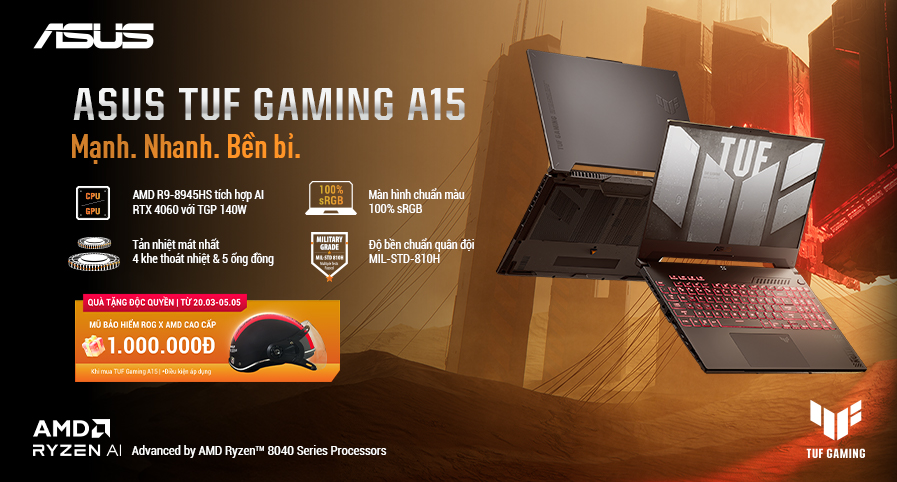 ASUS
ASUS TUF GAMING A15
Mạnh. Nhanh. Bền bỉ.
CPU
GPU
AMD R9-8945HS tích hợp AI
RTX 4060 với TGP 140W
100%
sRGB
Màn hình chuẩn màu
100% sRGB
Tản nhiệt mát nhất
4 khe thoát nhiệt & 5 ống đồng
MILITARY
GRADE
MIL-STD 810H
Độ bền chuẩn quân đội
MIL-STD-810H
QUÀ TẶNG ĐỘC QUYỀN | TỪ 20.03-05.05
MŨ BẢO HIỂM ROG X AMD CAO CẤP
1.000.000Đ
Khi mua TUF Gaming A15 | *Điều kiện áp dụng
TUF
AMD
RYZEN AI
Advanced by AMD Ryzen™ 8040 Series Processors
TUF GAMING